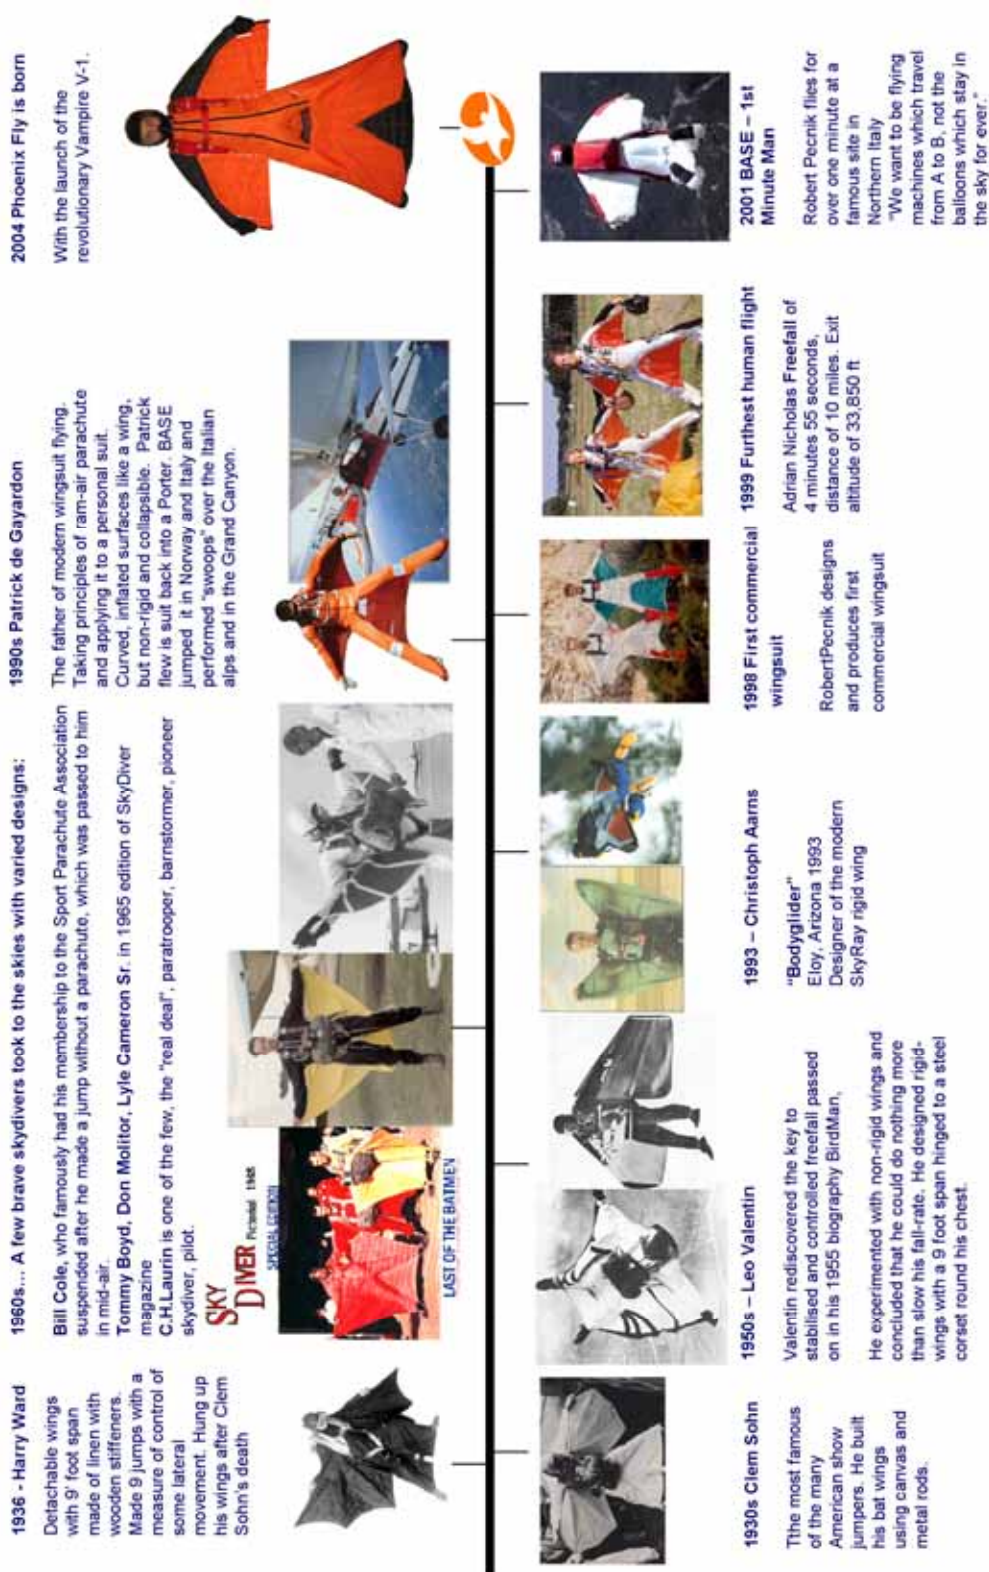 1936 - Harry Ward
Detachable wings
with 9' foot span
made of linen with
wooden stiffeners.
Made 9 jumps with a
measure of control of
some lateral
movement. Hung up
his wings after Clem
Sohn's death
1960s... A few brave skydivers took to the skies with varied designs:
Bill Cole, who famously had his membership to the Sport Parachute Association
suspended after he made a jump without a parachute, which was passed to him
in mid-air.
Tommy Boyd, Don Molitor, Lyle Cameron Sr. in 1965 edition of SkyDiver
magazine
C.H.Laurin is one of the few, the "real deal", paratrooper, barnstormer, pioneer
skydiver, pilot.
SKY
DIVER Pictorial 1965
SPECIAL EDITION
LAST OF THE BATMEN
1990s Patrick de Gayardon
The father of modern wingsuit flying.
Taking principles of ram-air parachute
and applying it to a personal suit.
Curved, inflated surfaces like a wing,
but non-rigid and collapsible. Patrick
flew is suit back into a Porter. BASE
jumped it in Norway and Italy and
performed "swoops" over the Italian
alps and in the Grand Canyon.
2004 Phoenix Fly is born
With the launch of the
revolutionary Vampire V-1.
1930s Clem Sohn
Tthe most famous
of the many
American show
jumpers. He built
his bat wings
using canvas and
metal rods.
1950s – Leo Valentin
Valentin rediscovered the key to
stabilised and controlled freefall passed
on in his 1955 biography BirdMan,
He experimented with non-rigid wings and
concluded that he could do nothing more
than slow his fall-rate. He designed rigid-
wings with a 9 foot span hinged to a steel
corset round his chest.
1993 – Christoph Aarns
"Bodyglider"
Eloy, Arizona 1993
Designer of the modern
SkyRay rigid wing
1998 First commercial
wingsuit
RobertPecnik designs
and produces first
commercial wingsuit
1999 Furthest human flight
Adrian Nicholas Freefall of
4 minutes 55 seconds,
distance of 10 miles. Exit
altitude of 33,850 ft
2001 BASE – 1st
Minute Man
Robert Pecnik flies for
over one minute at a
famous site in
Northern Italy
"We want to be flying
machines which travel
from A to B, not the
balloons which stay in
the sky for ever."